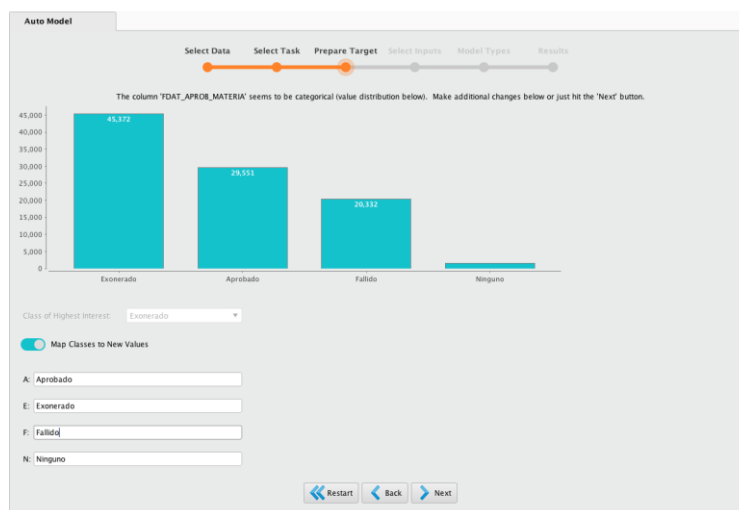 Auto Model
Select Data Select Task Prepare Target Select Inputs Model Types Results
The column 'FDAT_APROB_MATERIA' seems to be categorical (value distribution below). Make additional changes below or just hit the 'Next' button.
45,000
40,000
35,000
30,000
25,000
20,000
15,000
10,000
5,000
0
45,372
29,551
20,332
Exonerado Aprobado Fallido Ninguno
Class of Highest Interest: Exonerado
Map Classes to New Values
A: Aprobado
E: Exonerado
F: Fallido
N: Ninguno
Restart Back Next